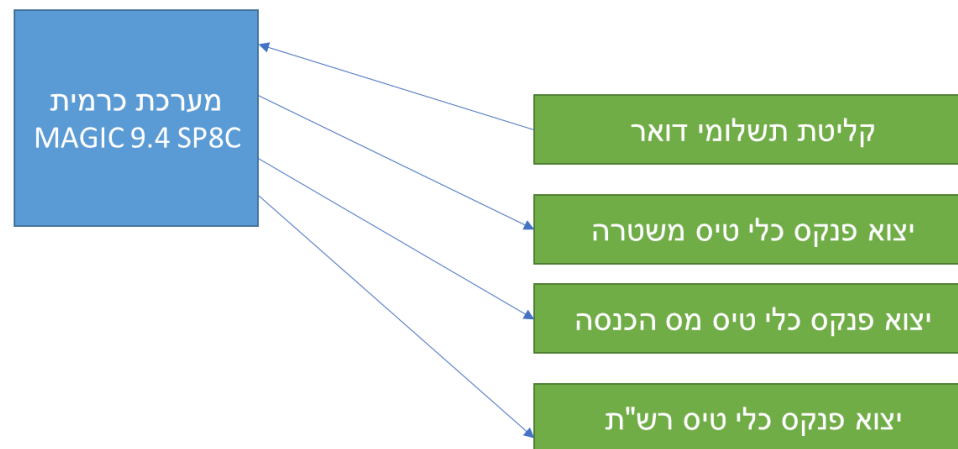 מערכת כרמית
MAGIC 9.4 SP8C
קליטת תשלומי דואר
יצוא פנקס כלי טיס משטרה
יצוא פנקס כלי טיס מס הכנסה
יצוא פנקס כלי טיס רש"ת